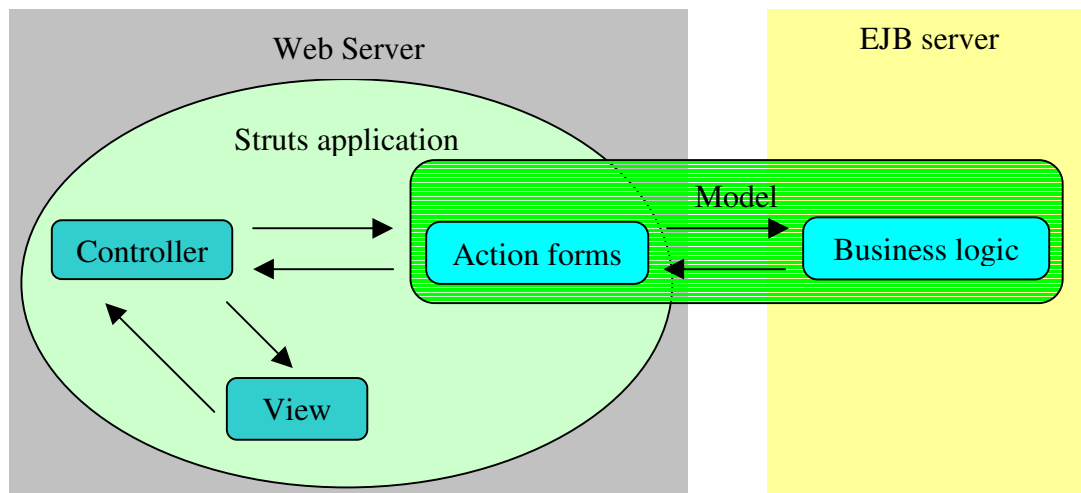 Web Server
EJB server
Struts application
Model
Controller
Action forms
Business logic
View